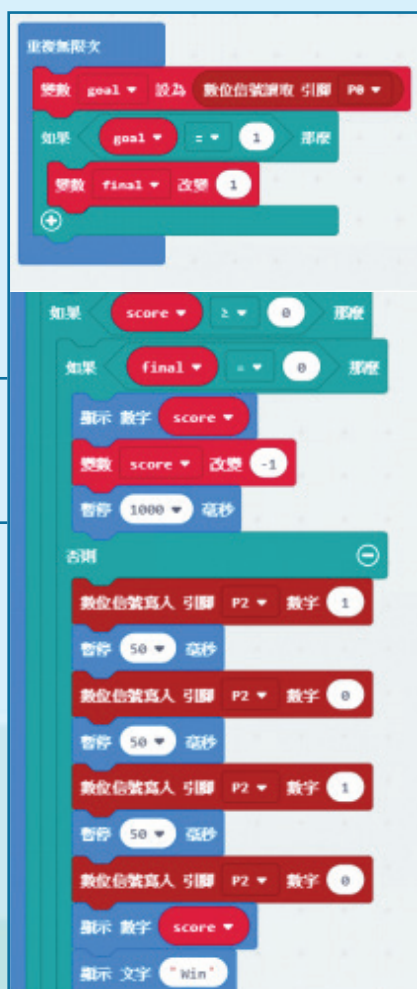 重複無限次
變數 goal 設為 數位信號讀取 引腳 P0
如果 goal = 1 那麼
變數 final 改變 1
如果 score ≥ 0 那麼
如果 final = 0 那麼
顯示 數字 score
變數 score 改變 -1
暫停 1000 毫秒
否則
數位信號寫入 引腳 P2 數字 1
暫停 50 毫秒
數位信號寫入 引腳 P2 數字 0
暫停 50 毫秒
數位信號寫入 引腳 P2 數字 1
暫停 50 毫秒
數位信號寫入 引腳 P2 數字 0
顯示 數字 score
顯示 文字 "Win"